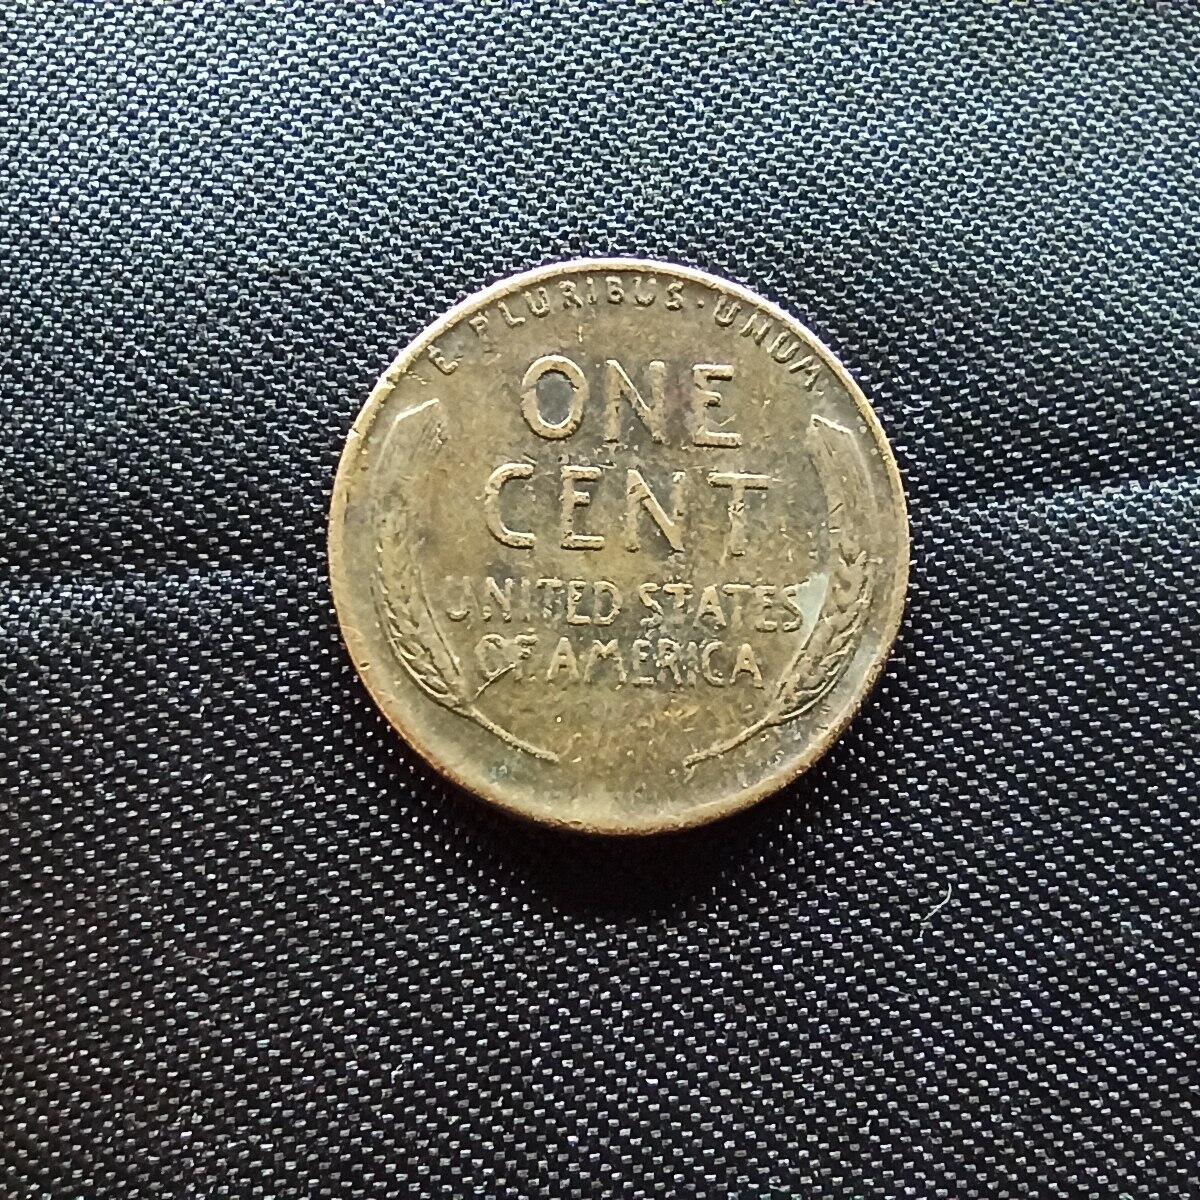 E · PLURIBUS · UNUM
ONE
CENT
UNITED STATES
OF AMERICA